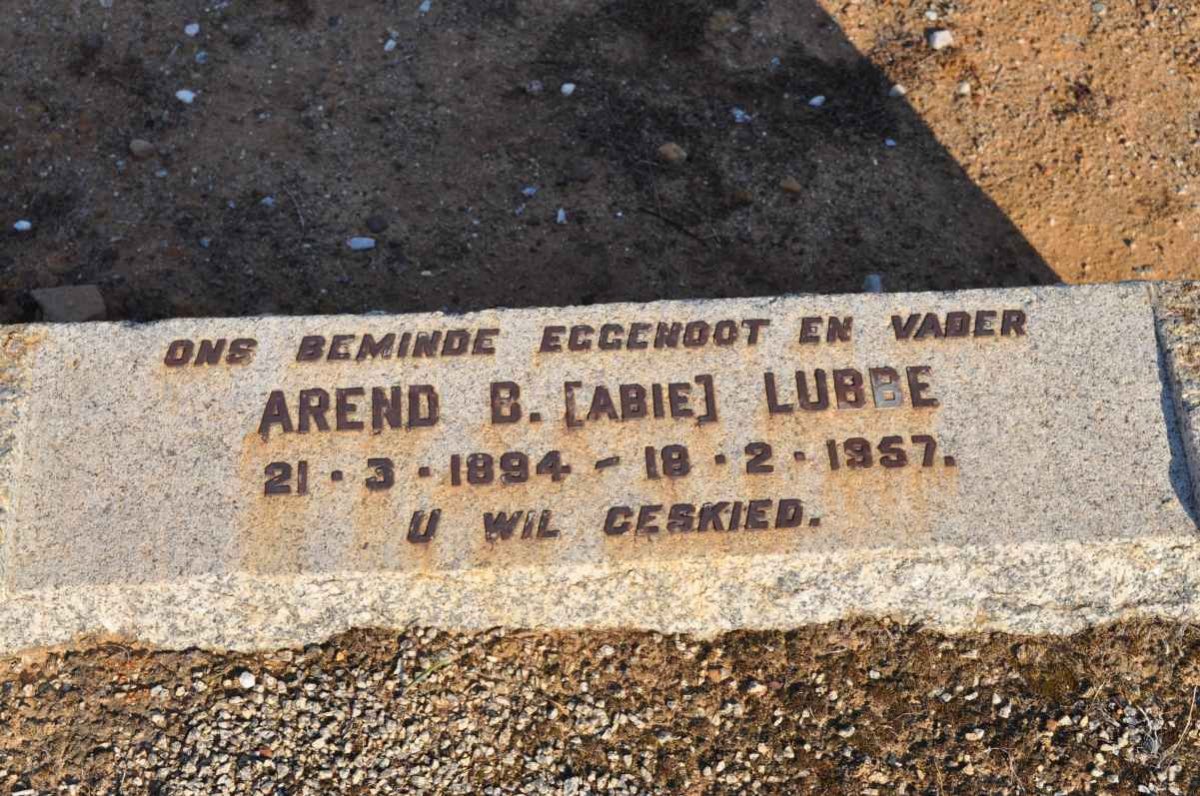 ONS BEMINDE EGGENOOT EN VADER
AREND B. [ABIE] LUBBE
21 · 3 · 1894 - 18 · 2 · 1957.
U WIL GESKIED.